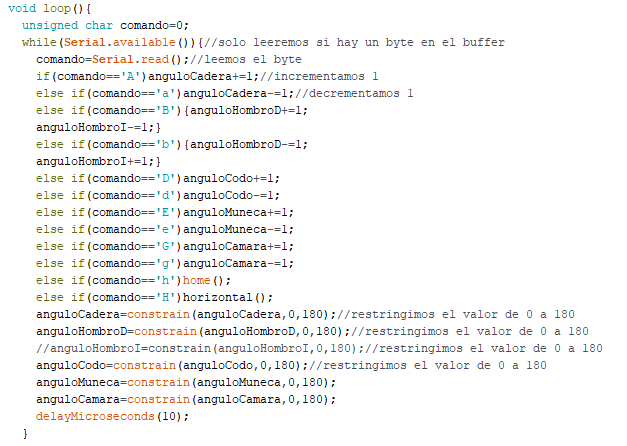 void loop(){
  unsigned char comando=0;
  while(Serial.available()){//solo leeremos si hay un byte en el buffer
    comando=Serial.read();//leemos el byte
    if(comando=='A')anguloCadera+=1;//incrementamos 1
    else if(comando=='a')anguloCadera-=1;//decrementamos 1
    else if(comando=='B'){anguloHombroD+=1;
    anguloHombroI-=1;}
    else if(comando=='b'){anguloHombroD-=1;
    anguloHombroI+=1;}
    else if(comando=='D')anguloCodo+=1;
    else if(comando=='d')anguloCodo-=1;
    else if(comando=='E')anguloMuneca+=1;
    else if(comando=='e')anguloMuneca-=1;
    else if(comando=='G')anguloCamara+=1;
    else if(comando=='g')anguloCamara-=1;
    else if(comando=='h')home();
    else if(comando=='H')horizontal();
    anguloCadera=constrain(anguloCadera,0,180);//restringimos el valor de 0 a 180
    anguloHombroD=constrain(anguloHombroD,0,180);//restringimos el valor de 0 a 180
    //anguloHombroI=constrain(anguloHombroI,0,180);//restringimos el valor de 0 a 180
    anguloCodo=constrain(anguloCodo,0,180);//restringimos el valor de 0 a 180
    anguloMuneca=constrain(anguloMuneca,0,180);
    anguloCamara=constrain(anguloCamara,0,180);
    delayMicroseconds(10);
  }